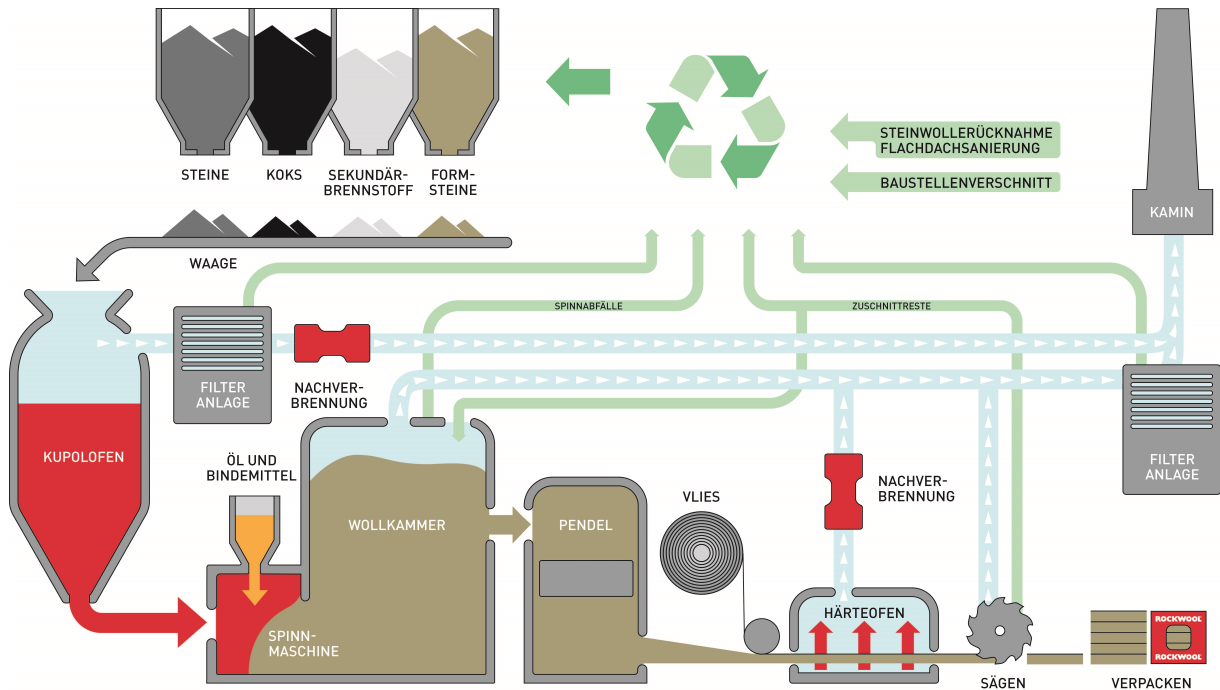 STEINE
KOKS
SEKUNDÄR-
BRENNSTOFF
FORM-
STEINE
STEINWOLLERÜCKNAHME
FLACHDACHSANIERUNG
BAUSTELLENVERSCHNITT
KAMIN
WAAGE
SPINNABFÄLLE
ZUSCHNITTRESTE
FILTER
ANLAGE
NACHVER-
BRENNUNG
KUPOLOFEN
ÖL UND
BINDEMITTEL
WOLLKAMMER
PENDEL
VLIES
NACHVER-
BRENNUNG
FILTER
ANLAGE
SPINN-
MASCHINE
HÄRTEOFEN
SÄGEN
ROCKWOOL
ROCKWOOL
VERPACKEN